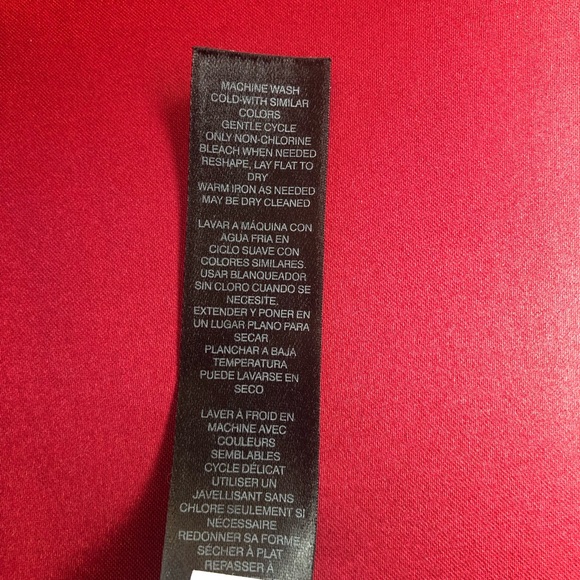 MACHINE WASH
COLD-WITH SIMILAR
COLORS
GENTLE CYCLE
ONLY NON-CHLORINE
BLEACH WHEN NEEDED
RESHAPE, LAY FLAT TO
DRY
WARM IRON AS NEEDED
MAY BE DRY CLEANED
LAVAR A MÁQUINA CON
AGUA FRIA EN
CICLO SUAVE CON
COLORES SIMILARES.
USAR BLANQUEADOR
SIN CLORO CUANDO SE
NECESITE.
EXTENDER Y PONER EN
UN LUGAR PLANO PARA
SECAR
PLANCHAR A BAJA
TEMPERATURA
PUEDE LAVARSE EN
SECO
LAVER À FROID EN
MACHINE AVEC
COULEURS
SEMBLABLES
CYCLE DÉLICAT
UTILISER UN
JAVELLISANT SANS
CHLORE SEULEMENT SI
NÉCESSAIRE
REDONNER SA FORME,
SÉCHER À PLAT
REPASSER À